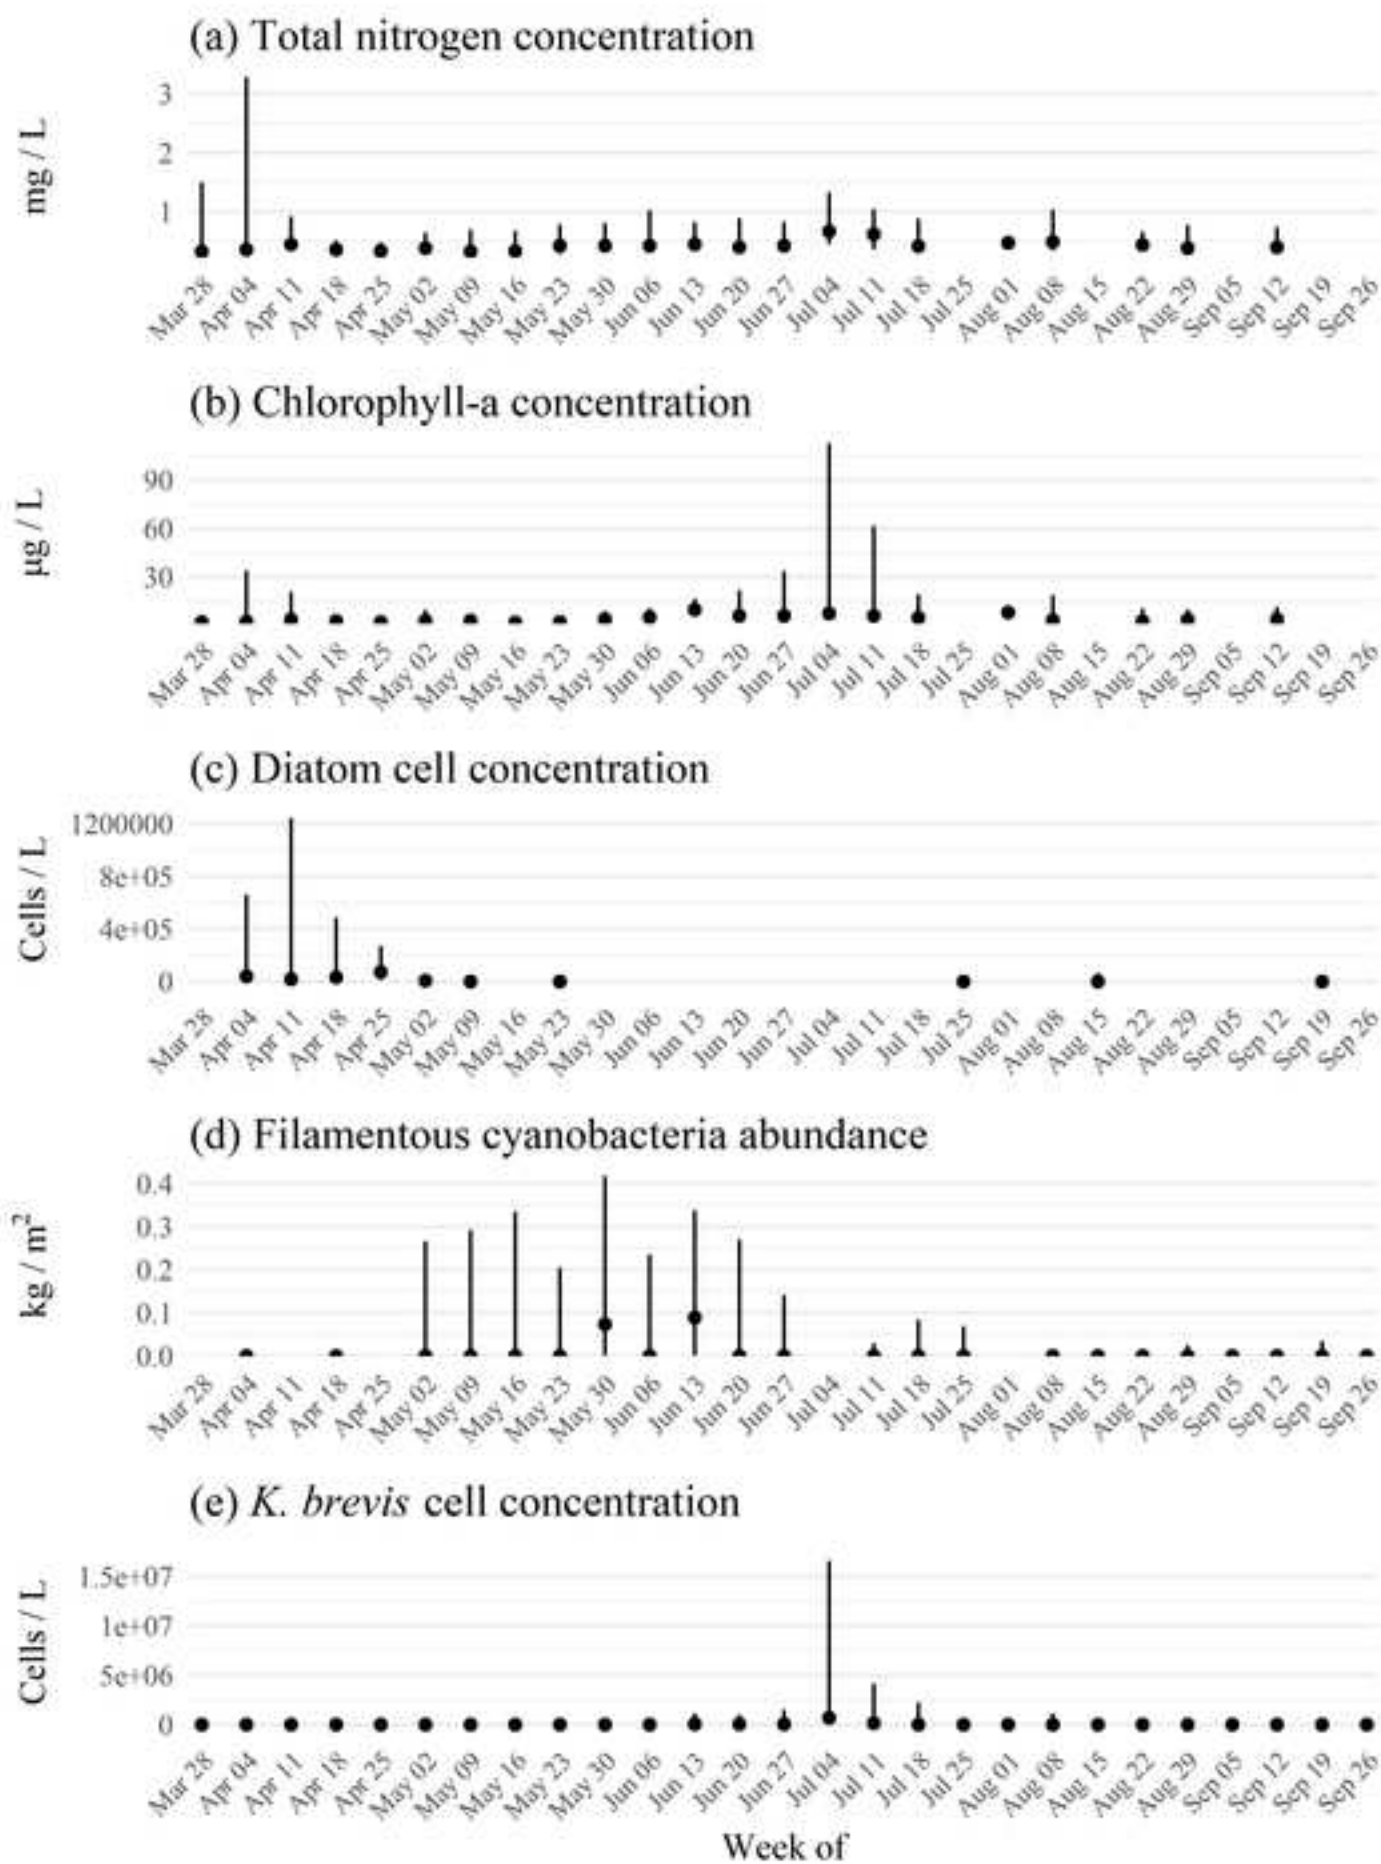 (a) Total nitrogen concentration
mg / L
3
2
1
Mar 28 Apr 04 Apr 11 Apr 18 Apr 25 May 02 May 09 May 16 May 23 May 30 Jun 06 Jun 13 Jun 20 Jun 27 Jul 04 Jul 11 Jul 18 Jul 25 Aug 01 Aug 08 Aug 15 Aug 22 Aug 29 Sep 05 Sep 12 Sep 19 Sep 26
(b) Chlorophyll-a concentration
µg / L
90
60
30
Mar 28 Apr 04 Apr 11 Apr 18 Apr 25 May 02 May 09 May 16 May 23 May 30 Jun 06 Jun 13 Jun 20 Jun 27 Jul 04 Jul 11 Jul 18 Jul 25 Aug 01 Aug 08 Aug 15 Aug 22 Aug 29 Sep 05 Sep 12 Sep 19 Sep 26
(c) Diatom cell concentration
Cells / L
1200000
8e+05
4e+05
0
Mar 28 Apr 04 Apr 11 Apr 18 Apr 25 May 02 May 09 May 16 May 23 May 30 Jun 06 Jun 13 Jun 20 Jun 27 Jul 04 Jul 11 Jul 18 Jul 25 Aug 01 Aug 08 Aug 15 Aug 22 Aug 29 Sep 05 Sep 12 Sep 19 Sep 26
(d) Filamentous cyanobacteria abundance
kg / m²
0.4
0.3
0.2
0.1
0.0
Mar 28 Apr 04 Apr 11 Apr 18 Apr 25 May 02 May 09 May 16 May 23 May 30 Jun 06 Jun 13 Jun 20 Jun 27 Jul 04 Jul 11 Jul 18 Jul 25 Aug 01 Aug 08 Aug 15 Aug 22 Aug 29 Sep 05 Sep 12 Sep 19 Sep 26
(e) K. brevis cell concentration
Cells / L
1.5e+07
1e+07
5e+06
0
Mar 28 Apr 04 Apr 11 Apr 18 Apr 25 May 02 May 09 May 16 May 23 May 30 Jun 06 Jun 13 Jun 20 Jun 27 Jul 04 Jul 11 Jul 18 Jul 25 Aug 01 Aug 08 Aug 15 Aug 22 Aug 29 Sep 05 Sep 12 Sep 19 Sep 26
Week of